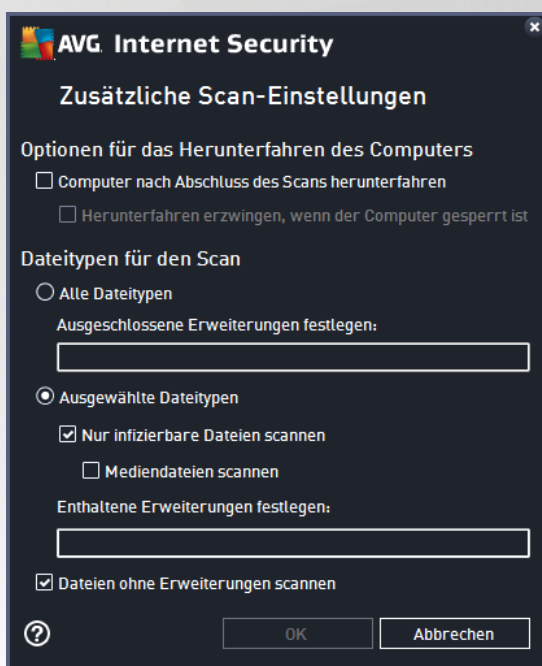 AVG. Internet Security
Zusätzliche Scan-Einstellungen
Optionen für das Herunterfahren des Computers
Computer nach Abschluss des Scans herunterfahren
Herunterfahren erzwingen, wenn der Computer gesperrt ist
Dateitypen für den Scan
Alle Dateitypen
Ausgeschlossene Erweiterungen festlegen:
Ausgewählte Dateitypen
Nur infizierbare Dateien scannen
Mediendateien scannen
Enthaltene Erweiterungen festlegen:
Dateien ohne Erweiterungen scannen
? OK Abbrechen